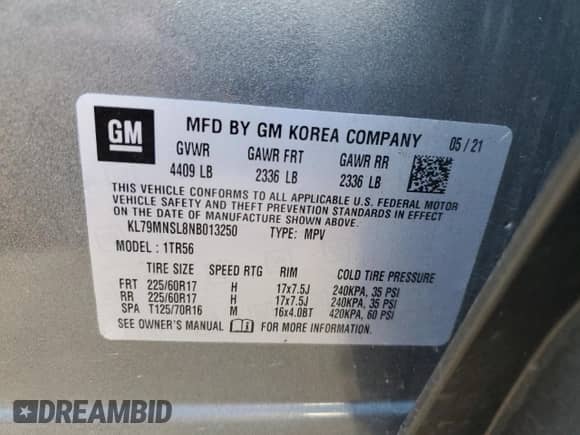 GM
MFD BY GM KOREA COMPANY 05/21
GVWR GAWR FRT GAWR RR
4409 LB 2336 LB 2336 LB
THIS VEHICLE CONFORMS TO ALL APPLICABLE U.S. FEDERAL MOTOR
VEHICLE SAFETY AND THEFT PREVENTION STANDARDS IN EFFECT
ON THE DATE OF MANUFACTURE SHOWN ABOVE.
KL79MNSL8NB013250 TYPE: MPV
MODEL: 1TR56
TIRE SIZE SPEED RTG RIM COLD TIRE PRESSURE
FRT 225/60R17 H 17x7.5J 240KPA, 35 PSI
RR 225/60R17 H 17x7.5J 240KPA, 35 PSI
SPA T125/70R16 M 16x4.0BT 420KPA, 60 PSI
SEE OWNER'S MANUAL FOR MORE INFORMATION
DREAMBID